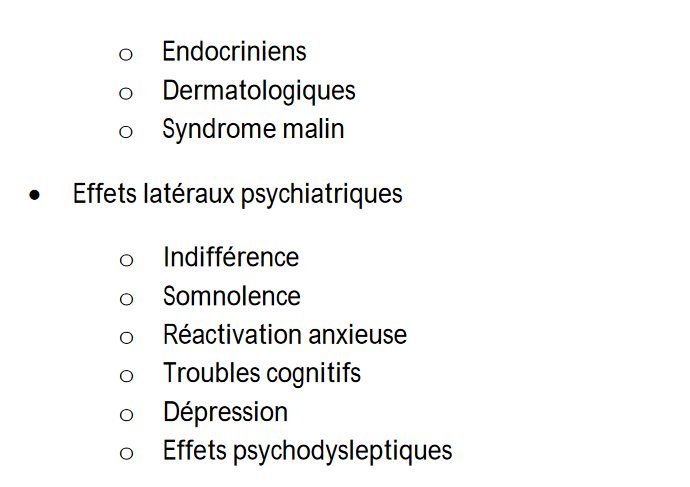 o Endocriniens
o Dermatologiques
o Syndrome malin
• Effets latéraux psychiatriques
o Indifférence
o Somnolence
o Réactivation anxieuse
o Troubles cognitifs
o Dépression
o Effets psychodysleptiques